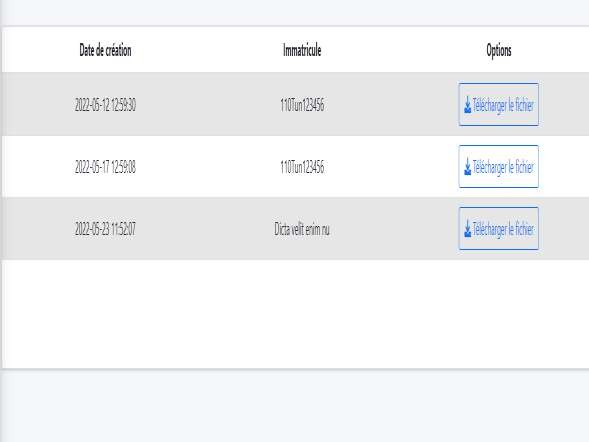 Date de création Immatricule Options
2022-05-12 12:59:30 110Tun123456 Télécharger le fichier
2022-05-17 12:59:08 110Tun123456 Télécharger le fichier
2022-05-23 11:52:07 Dicta velit enim nu Télécharger le fichier